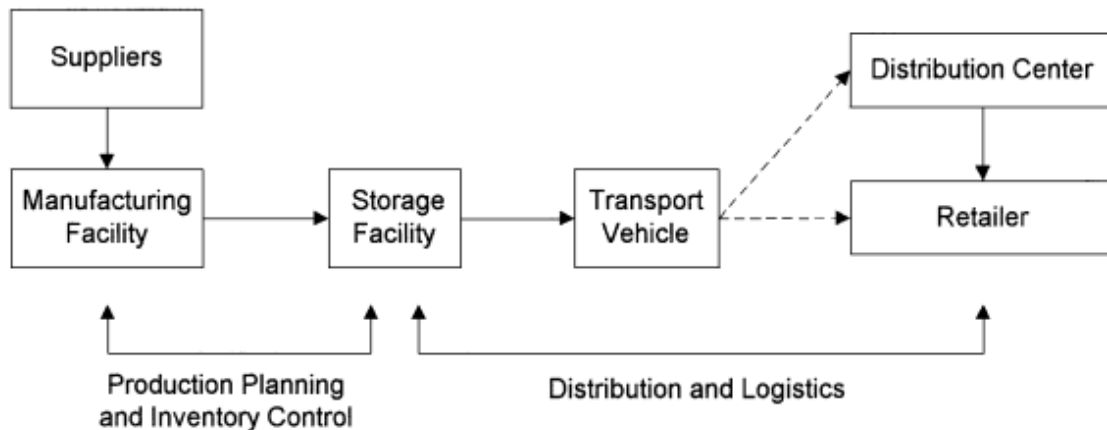 Suppliers
Distribution Center
Manufacturing
Facility
Storage
Facility
Transport
Vehicle
Retailer
Production Planning
and Inventory Control
Distribution and Logistics